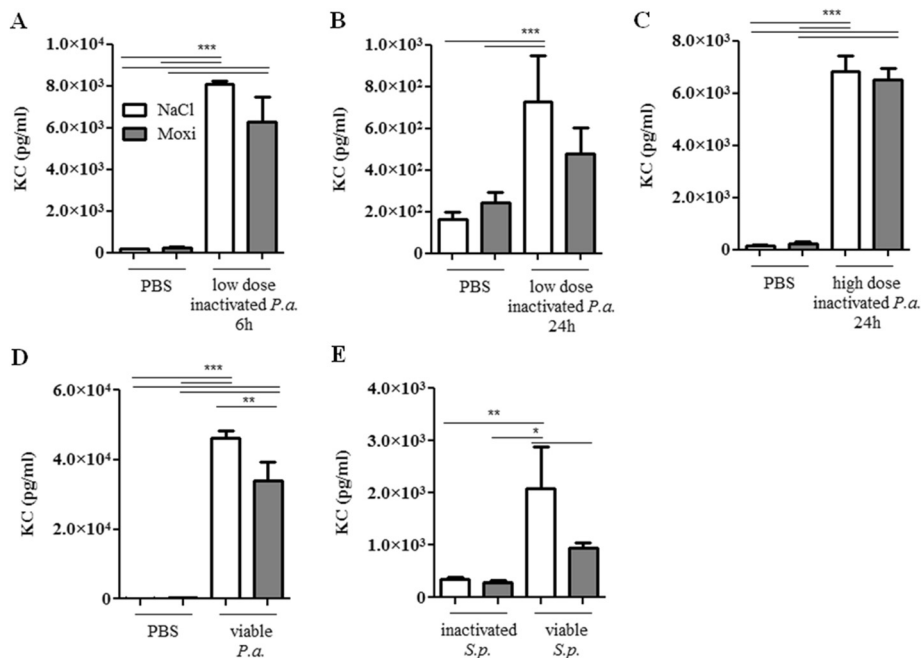 A
***
1.0×10⁴
8.0×10³
6.0×10³
4.0×10³
2.0×10³
0
KC (pg/ml)
NaCl
Moxi
PBS
low dose
inactivated P.a.
6h
B
***
1.0×10³
8.0×10²
6.0×10²
4.0×10²
2.0×10²
0
KC (pg/ml)
PBS
low dose
inactivated P.a.
24h
C
***
8.0×10³
6.0×10³
4.0×10³
2.0×10³
0
KC (pg/ml)
PBS
high dose
inactivated P.a.
24h
D
***
**
6.0×10⁴
4.0×10⁴
2.0×10⁴
0
KC (pg/ml)
PBS
viable
P.a.
E
**
*
4.0×10³
3.0×10³
2.0×10³
1.0×10³
0
KC (pg/ml)
inactivated
S.p.
viable
S.p.